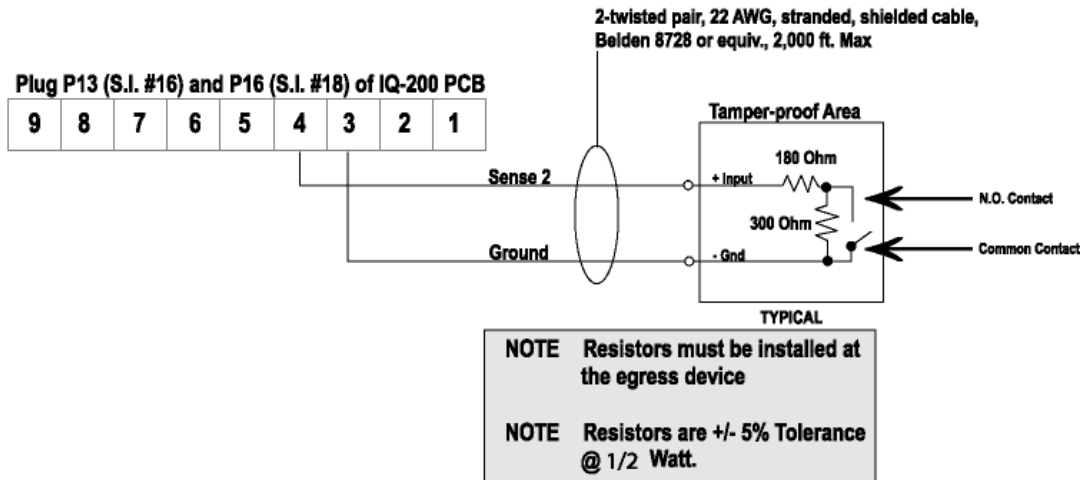 2-twisted pair, 22 AWG, stranded, shielded cable,
Belden 8728 or equiv., 2,000 ft. Max
Plug P13 (S.I. #16) and P16 (S.I. #18) of IQ-200 PCB
9 8 7 6 5 4 3 2 1
Tamper-proof Area
180 Ohm
Sense 2
+ Input
N.O. Contact
300 Ohm
Common Contact
Ground
- Gnd
TYPICAL
NOTE Resistors must be installed at
the egress device
NOTE Resistors are +/- 5% Tolerance
@ 1/2 Watt.